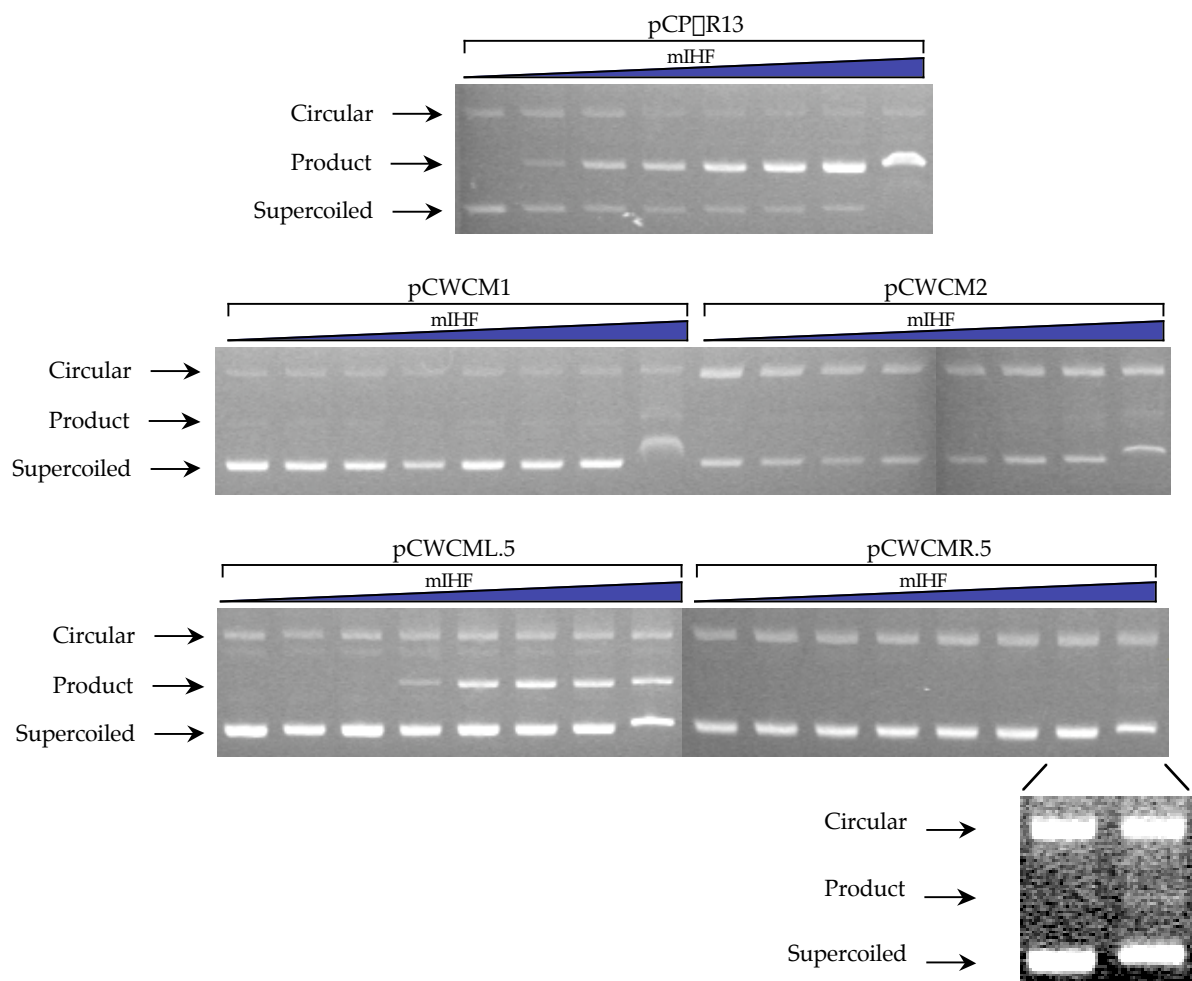 pCP□R13
mIHF
Circular
Product
Supercoiled
pCWCM1 pCWCM2
mIHF mIHF
Circular
Product
Supercoiled
pCWCML.5 pCWCMR.5
mIHF mIHF
Circular
Product
Supercoiled
Circular
Product
Supercoiled